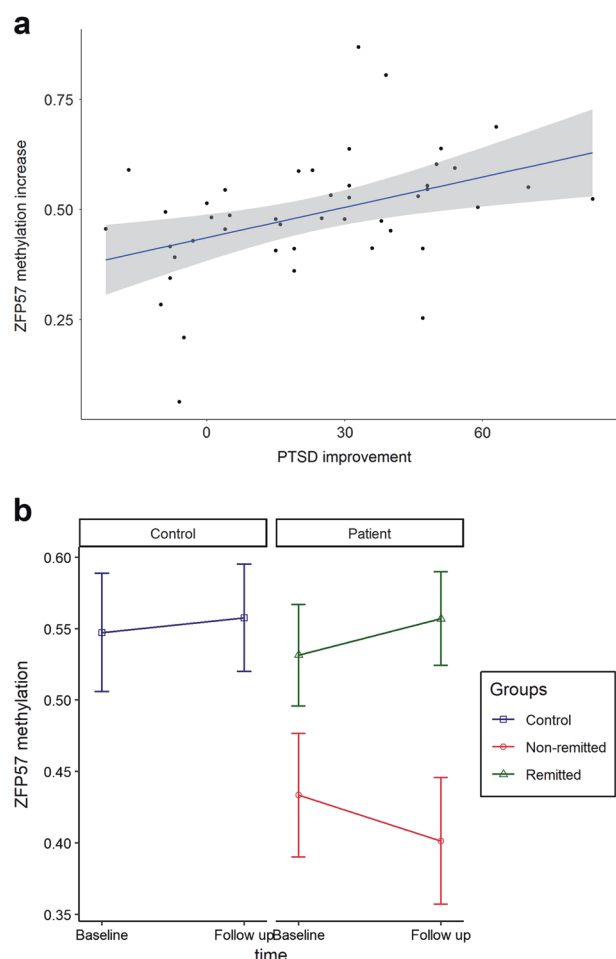 a
ZFP57 methylation increase
0.75
0.50
0.25
0
30
60
PTSD improvement
b
Control
Patient
ZFP57 methylation
0.60
0.55
0.50
0.45
0.40
0.35
Groups
Control
Non-remitted
Remitted
Baseline
Follow up
Baseline
Follow up
time